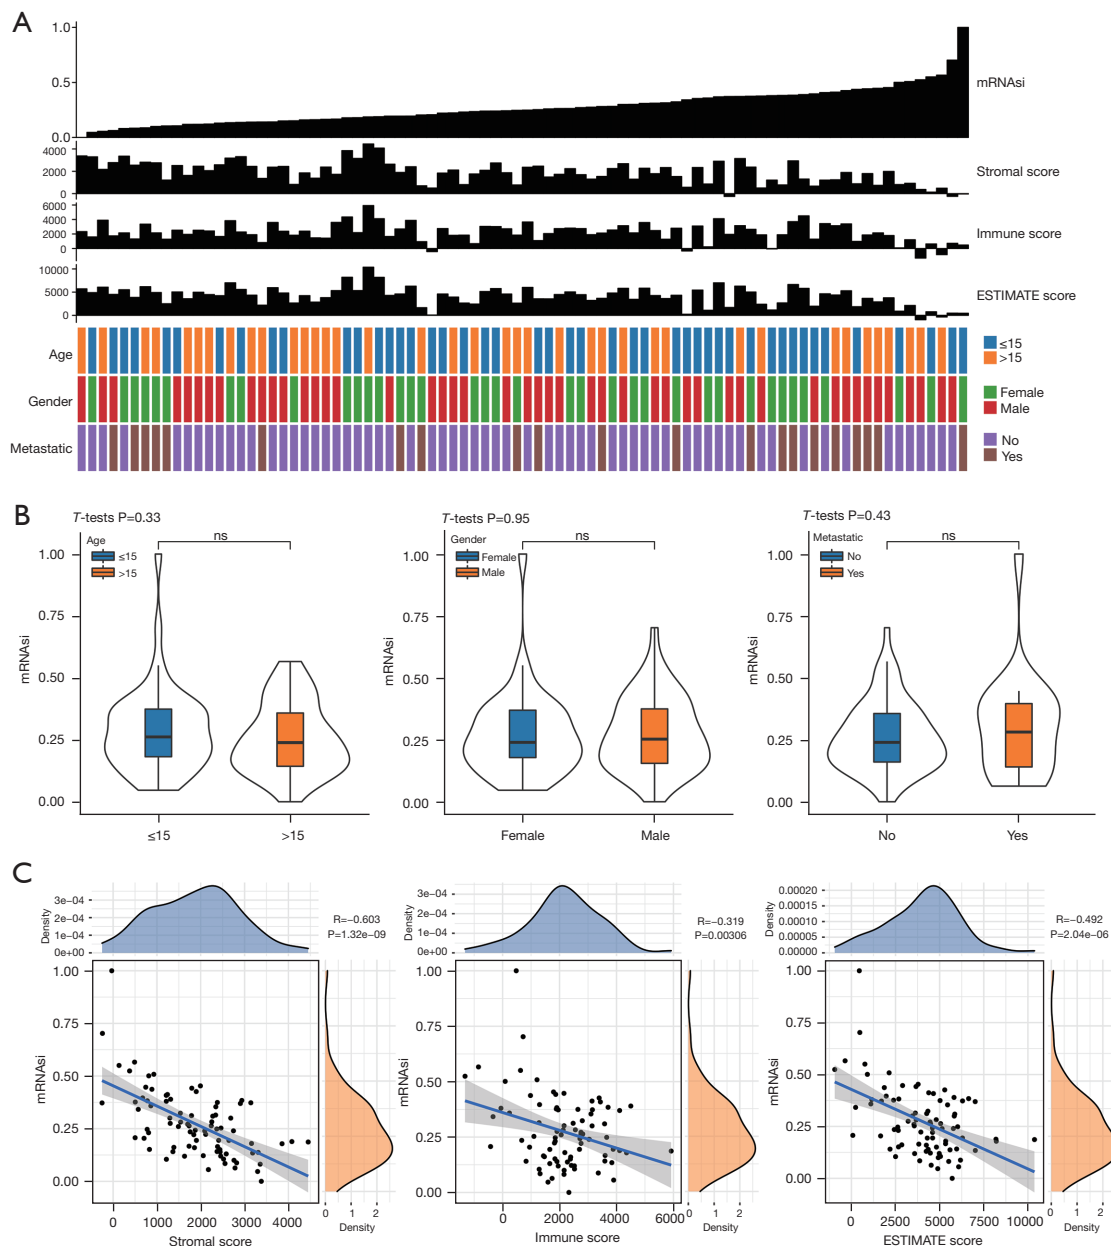 A
1.0
0.5
0.0
mRNAsi
4000
2000
0
Stromal score
6000
4000
2000
0
Immune score
10000
5000
0
ESTIMATE score
Age
≤15
>15
Gender
Female
Male
Metastatic
No
Yes
B
T-tests P=0.33
Age
≤15
>15
ns
1.00
0.75
0.50
0.25
0.00
mRNAsi
≤15 >15
T-tests P=0.95
Gender
Female
Male
ns
1.00
0.75
0.50
0.25
0.00
mRNAsi
Female Male
T-tests P=0.43
Metastatic
No
Yes
ns
1.00
0.75
0.50
0.25
0.00
mRNAsi
No Yes
C
Density
3e-04
2e-04
1e-04
0e+00
R=-0.603
P=1.32e-09
1.00
0.75
0.50
0.25
0.00
mRNAsi
0 1000 2000 3000 4000
Stromal score
0 1 2
Density
Density
3e-04
2e-04
1e-04
0e+00
R=-0.319
P=0.00306
1.00
0.75
0.50
0.25
0.00
mRNAsi
0 2000 4000 6000
Immune score
0 1 2
Density
Density
0.00020
0.00015
0.00010
0.00005
0.00000
R=-0.492
P=2.04e-06
1.00
0.75
0.50
0.25
0.00
mRNAsi
0 2500 5000 7500 10000
ESTIMATE score
0 1 2
Density